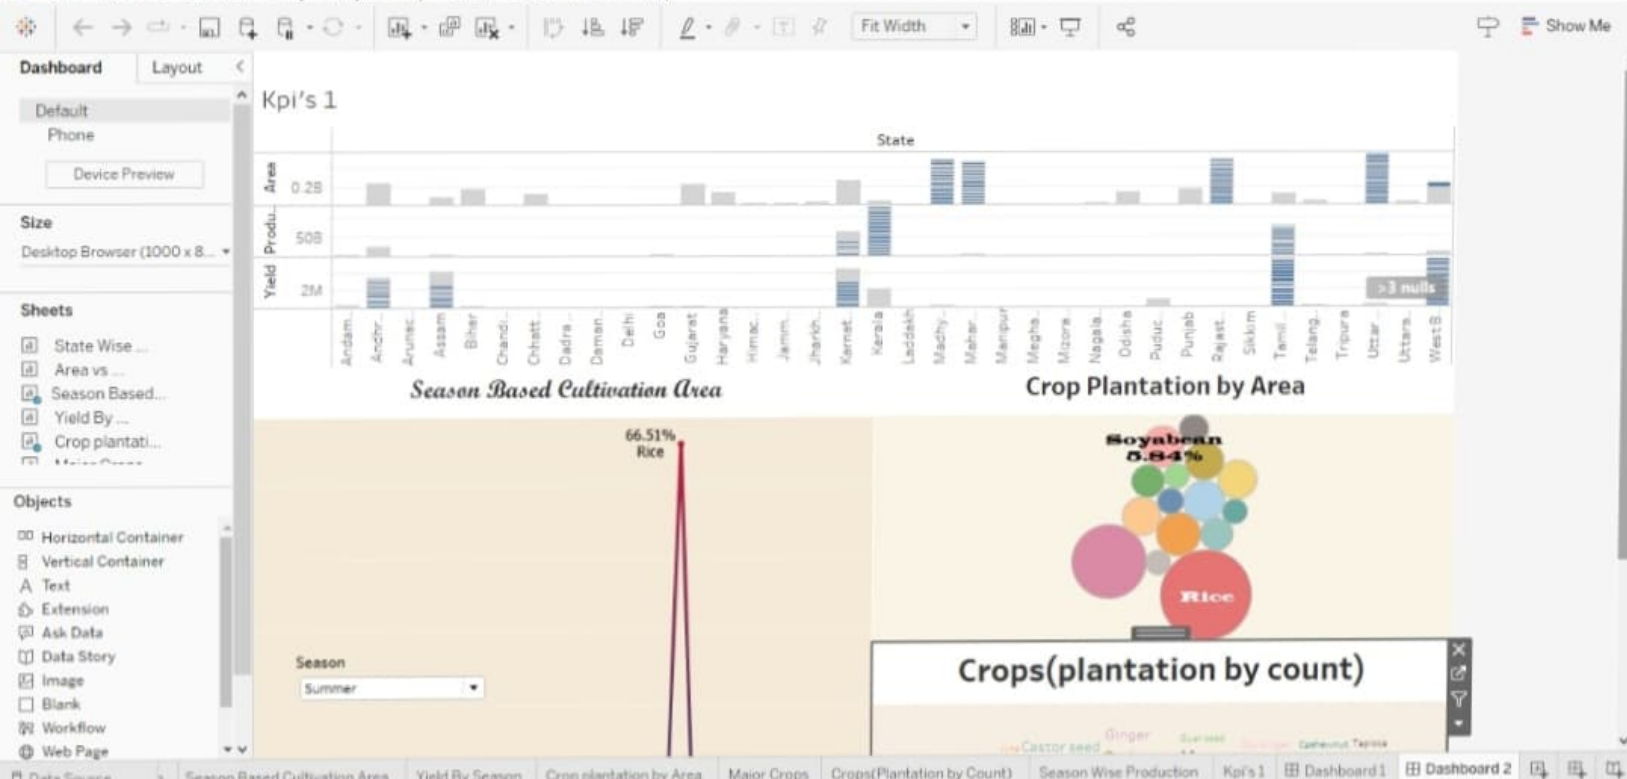 Fit Width
Show Me
Dashboard
Layout
Default
Phone
Device Preview
Size
Desktop Browser (1000 x 8...
Sheets
State Wise ...
Area vs ...
Season Based...
Yield By ...
Crop plantati...
Objects
Horizontal Container
Vertical Container
Text
Extension
Ask Data
Data Story
Image
Blank
Workflow
Web Page
Kpi's 1
State
Area
0.2B
Produ..
50B
Yield
2M
>3 nulls
Andam..
Andhr..
Arunac..
Assam
Bihar
Chandi..
Chhatt..
Dadra ..
Daman..
Delhi
Goa
Gujarat
Haryana
Himac..
Jamm..
Jharkh..
Karnat..
Kerala
Laddakh
Madhy..
Mahar..
Manipur
Megha..
Mizora..
Nagala..
Odisha
Puduc..
Punjab
Rajast..
Sikkim
Tamil ..
Telang..
Tripura
Uttar ..
Uttara..
West B..
Season Based Cultivation Area
66.51%
Rice
Season
Summer
Crop Plantation by Area
Soyabean
5.84%
Rice
Crops(plantation by count)
Ginger
Castor seed
Tapioca
Data Source
Season Based Cultivation Area
Yield By Season
Crop plantation by Area
Major Crops
Crops(Plantation by Count)
Season Wise Production
Kpi's 1
Dashboard 1
Dashboard 2